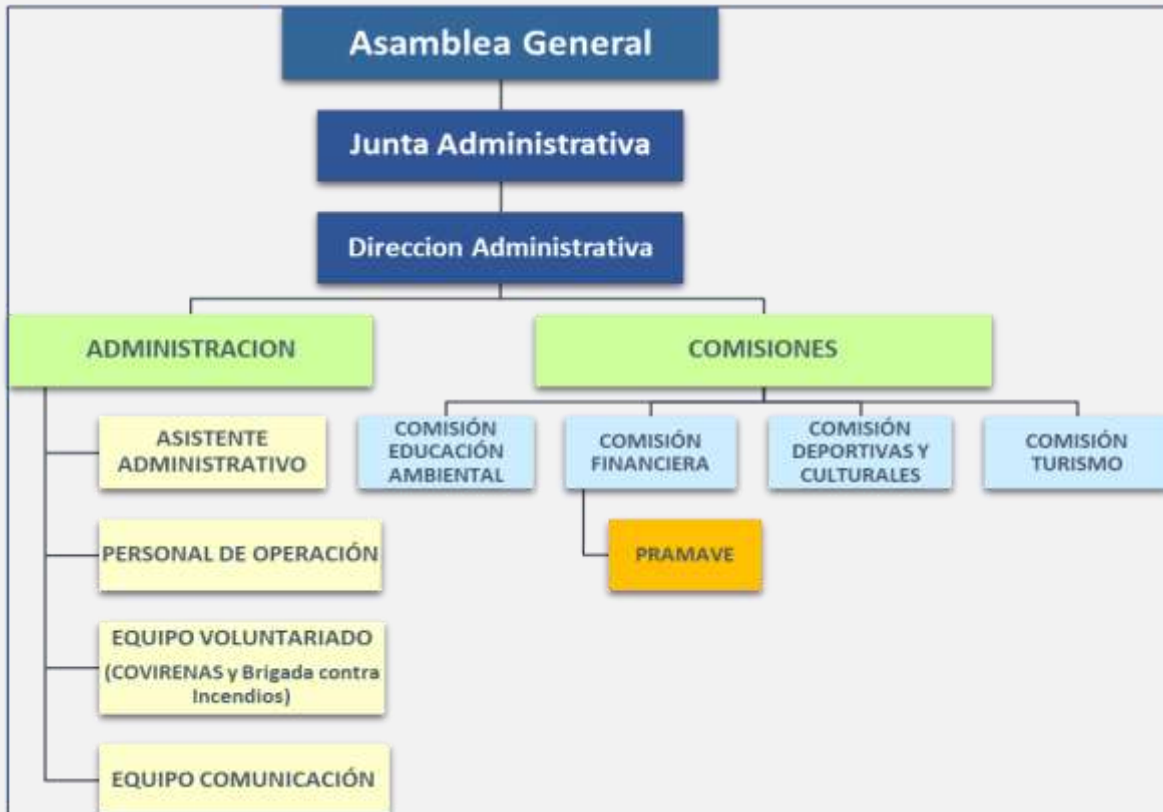 Asamblea General
Junta Administrativa
Direccion Administrativa
ADMINISTRACION
COMISIONES
ASISTENTE
ADMINISTRATIVO
PERSONAL DE OPERACIÓN
EQUIPO VOLUNTARIADO
(COVIRENAS y Brigada contra
Incendios)
EQUIPO COMUNICACIÓN
COMISIÓN
EDUCACIÓN
AMBIENTAL
COMISIÓN
FINANCIERA
PRAMAVE
COMISIÓN
DEPORTIVAS Y
CULTURALES
COMISIÓN
TURISMO